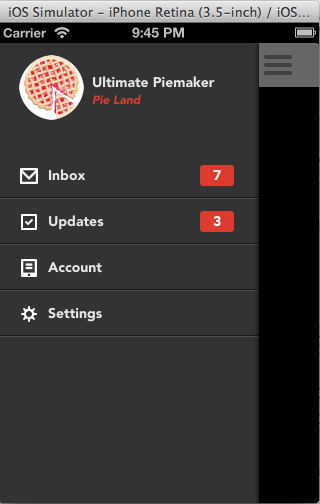 iOS Simulator – iPhone Retina (3.5-inch) / iOS...
Carrer 9:45 PM
Ultimate Piemaker
Pie Land
Inbox 7
Updates 3
Account
Settings